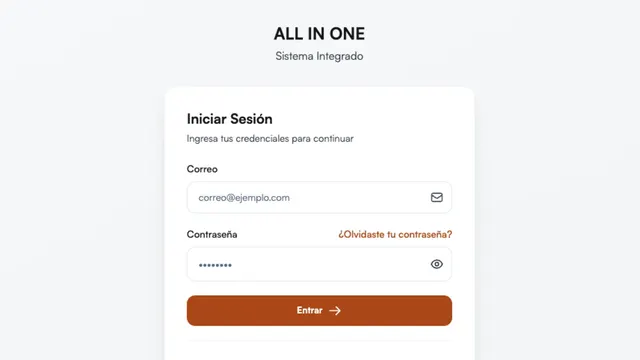 ALL IN ONE
Sistema Integrado
Iniciar Sesión
Ingresa tus credenciales para continuar
Correo
correo@ejemplo.com
Contraseña ¿Olvidaste tu contraseña?
••••••••
Entrar →